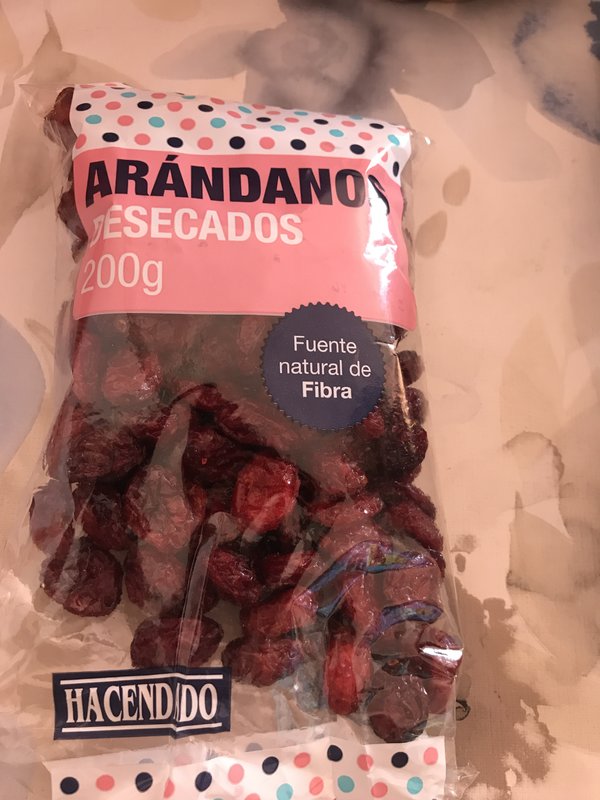 ARÁNDANOS
DESECADOS
200g
Fuente
natural de
Fibra
HACENDADO